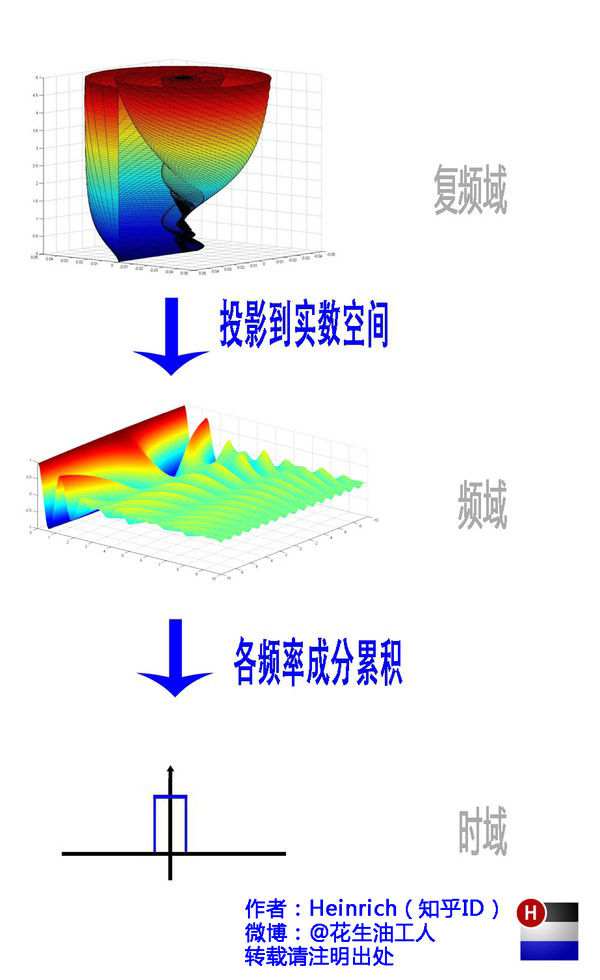 复频域
投影到实数空间
频域
各频率成分累积
时域
作者：Heinrich（知乎ID）
微博：@花生油工人
转载请注明出处
H